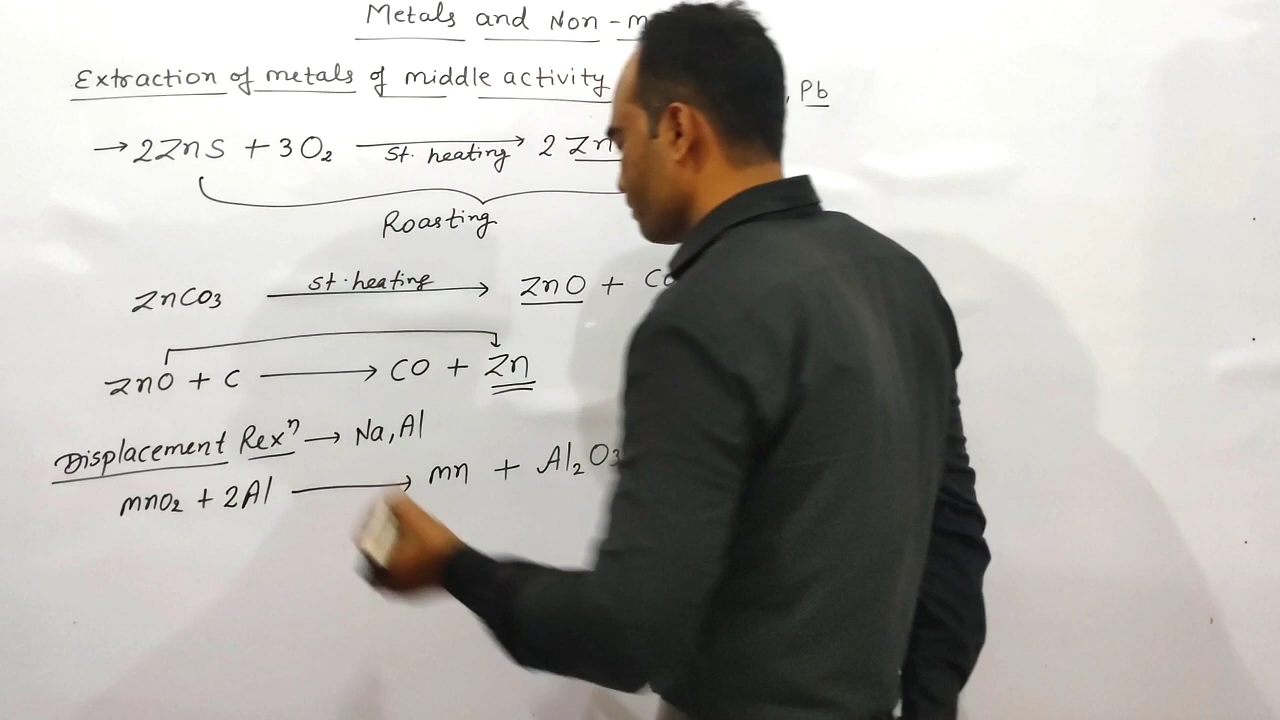 Metals and Non-m
Extraction of metals of middle activity , Pb
→ 2ZnS + 3O₂ → st. heating 2 Zn
Roasting
ZnCO₃ st. heating → ZnO + Co
ZnO + C → CO + Zn
Displacement Rexⁿ → Na, Al
mnO₂ + 2Al → mn + Al₂O₃